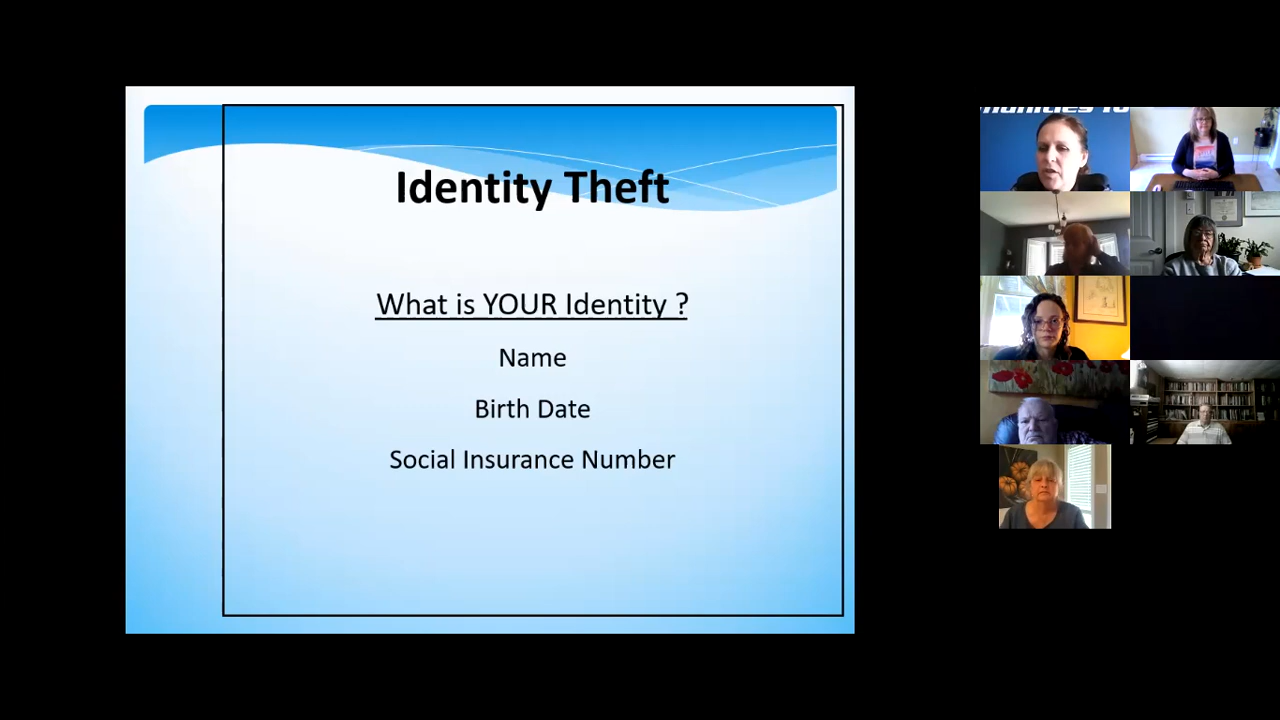 Identity Theft
What is YOUR Identity ?
Name
Birth Date
Social Insurance Number